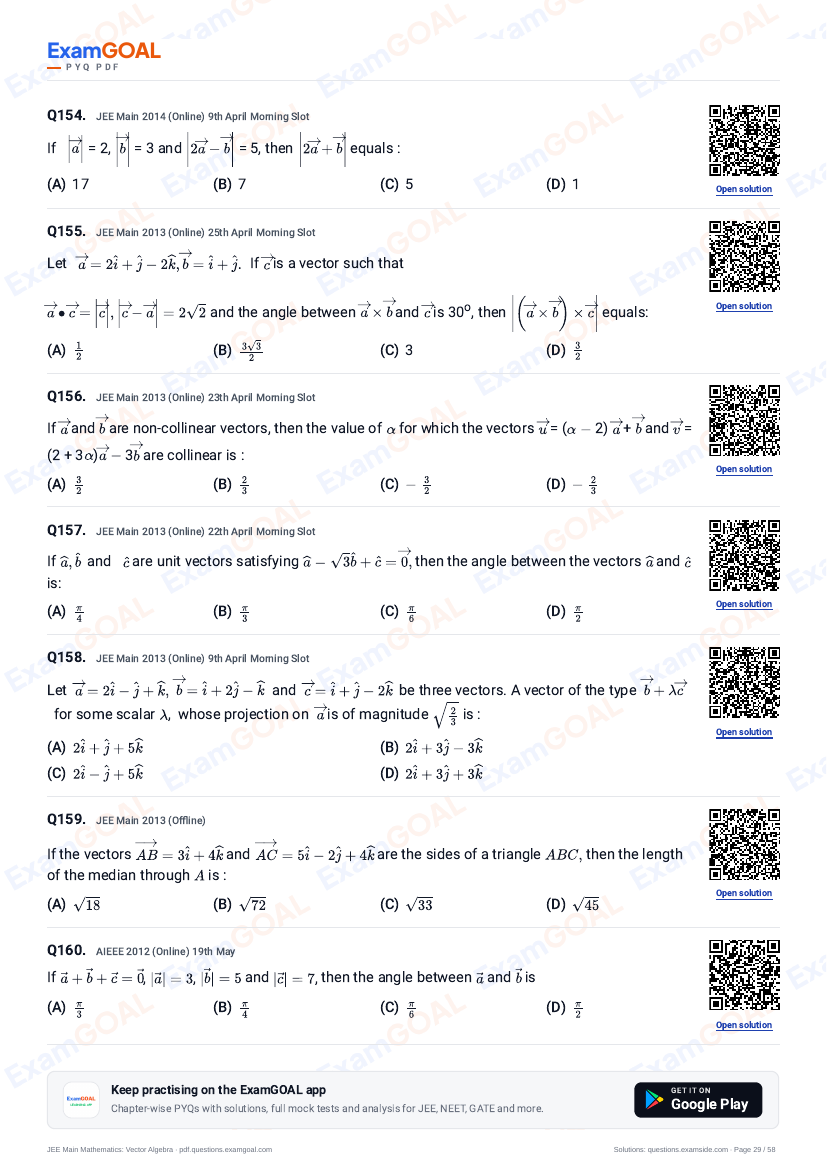 ExamGOAL
PYQ PDF
Q154. JEE Main 2014 (Online) 9th April Morning Slot
If |a⃗| = 2, |b⃗| = 3 and |2a⃗ − b⃗| = 5, then |2a⃗ + b⃗| equals :
(A) 17 (B) 7 (C) 5 (D) 1
Open solution
Q155. JEE Main 2013 (Online) 25th April Morning Slot
Let a⃗ = 2î + ĵ − 2k̂, b⃗ = î + ĵ. If c⃗ is a vector such that
a⃗ • c⃗ = |c⃗|, |c⃗ − a⃗| = 2√2 and the angle between a⃗ × b⃗ and c⃗ is 30°, then |(a⃗ × b⃗) × c⃗| equals:
(A) 1/2 (B) 3√3/2 (C) 3 (D) 3/2
Open solution
Q156. JEE Main 2013 (Online) 23th April Morning Slot
If a⃗ and b⃗ are non-collinear vectors, then the value of α for which the vectors u⃗ = (α − 2) a⃗ + b⃗ and v⃗ =
(2 + 3α)a⃗ − 3b⃗ are collinear is :
(A) 3/2 (B) 2/3 (C) − 3/2 (D) − 2/3
Open solution
Q157. JEE Main 2013 (Online) 22th April Morning Slot
If â, b̂ and ĉ are unit vectors satisfying â − √3b̂ + ĉ = 0⃗, then the angle between the vectors â and ĉ
is:
(A) π/4 (B) π/3 (C) π/6 (D) π/2
Open solution
Q158. JEE Main 2013 (Online) 9th April Morning Slot
Let a⃗ = 2î − ĵ + k̂, b⃗ = î + 2ĵ − k̂ and c⃗ = î + ĵ − 2k̂ be three vectors. A vector of the type b⃗ + λc⃗
for some scalar λ, whose projection on a⃗ is of magnitude √(2/3) is :
(A) 2î + ĵ + 5k̂ (B) 2î + 3ĵ − 3k̂
(C) 2î − ĵ + 5k̂ (D) 2î + 3ĵ + 3k̂
Open solution
Q159. JEE Main 2013 (Offline)
If the vectors AB⃗ = 3î + 4k̂ and AC⃗ = 5î − 2ĵ + 4k̂ are the sides of a triangle ABC, then the length
of the median through A is :
(A) √18 (B) √72 (C) √33 (D) √45
Open solution
Q160. AIEEE 2012 (Online) 19th May
If a⃗ + b⃗ + c⃗ = 0⃗, |a⃗| = 3, |b⃗| = 5 and |c⃗| = 7, then the angle between a⃗ and b⃗ is
(A) π/3 (B) π/4 (C) π/6 (D) π/2
Open solution
Keep practising on the ExamGOAL app
Chapter-wise PYQs with solutions, full mock tests and analysis for JEE, NEET, GATE and more.
ExamGOAL
GET IT ON
Google Play
JEE Main Mathematics: Vector Algebra · pdf.questions.examgoal.com
Solutions: questions.examside.com · Page 29 / 58